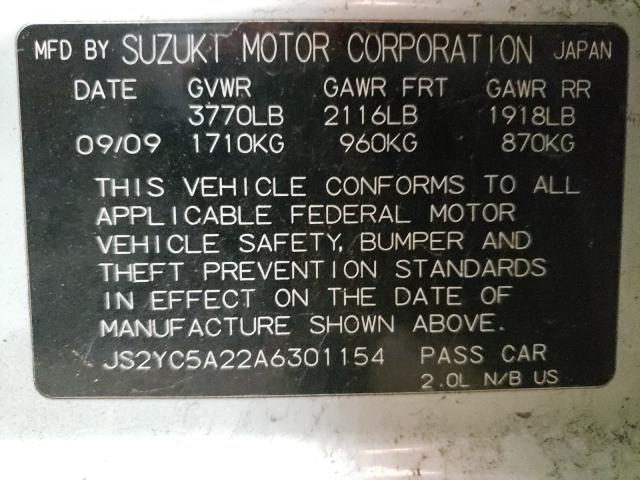 MFD BY SUZUKI MOTOR CORPORATION JAPAN
DATE GVWR GAWR FRT GAWR RR
3770LB 2116LB 1918LB
09/09 1710KG 960KG 870KG
THIS VEHICLE CONFORMS TO ALL
APPLICABLE FEDERAL MOTOR
VEHICLE SAFETY, BUMPER AND
THEFT PREVENTION STANDARDS
IN EFFECT ON THE DATE OF
MANUFACTURE SHOWN ABOVE.
JS2YC5A22A6301154 PASS CAR
2.0L N/B US